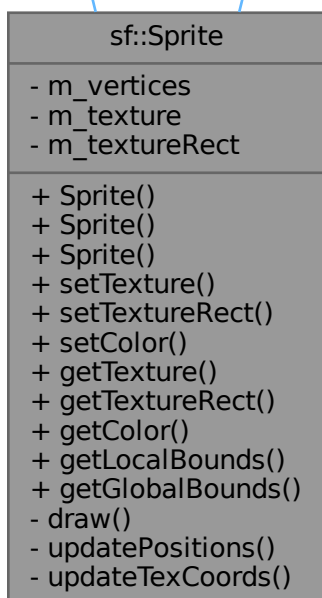 sf::Sprite
- m_vertices
- m_texture
- m_textureRect
+ Sprite()
+ Sprite()
+ Sprite()
+ setTexture()
+ setTextureRect()
+ setColor()
+ getTexture()
+ getTextureRect()
+ getColor()
+ getLocalBounds()
+ getGlobalBounds()
- draw()
- updatePositions()
- updateTexCoords()